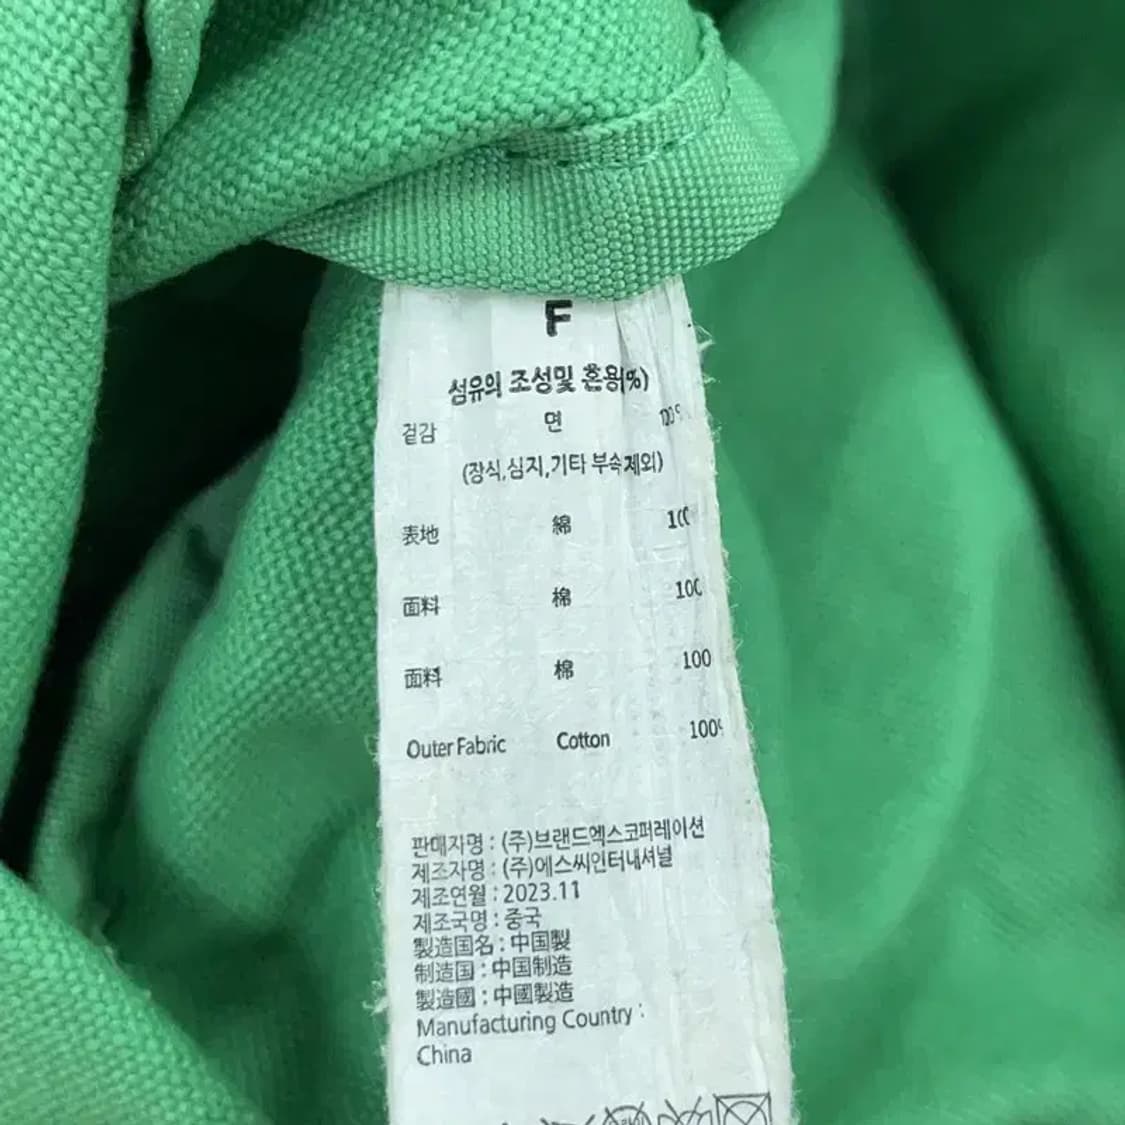 F
섬유의 조성및 혼용(%)
겉감 면 100%
(장식,심지,기타 부속제외)
表地 綿 100
面料 棉 100
面料 棉 100
Outer Fabric Cotton 100%
판매자명 : (주)브랜드엑스코퍼레이션
제조자명 : (주)에스씨인터내셔널
제조연월 : 2023.11
제조국명 : 중국
製造国名 : 中国製
制造国 : 中国制造
製造國 : 中國製造
Manufacturing Country :
China